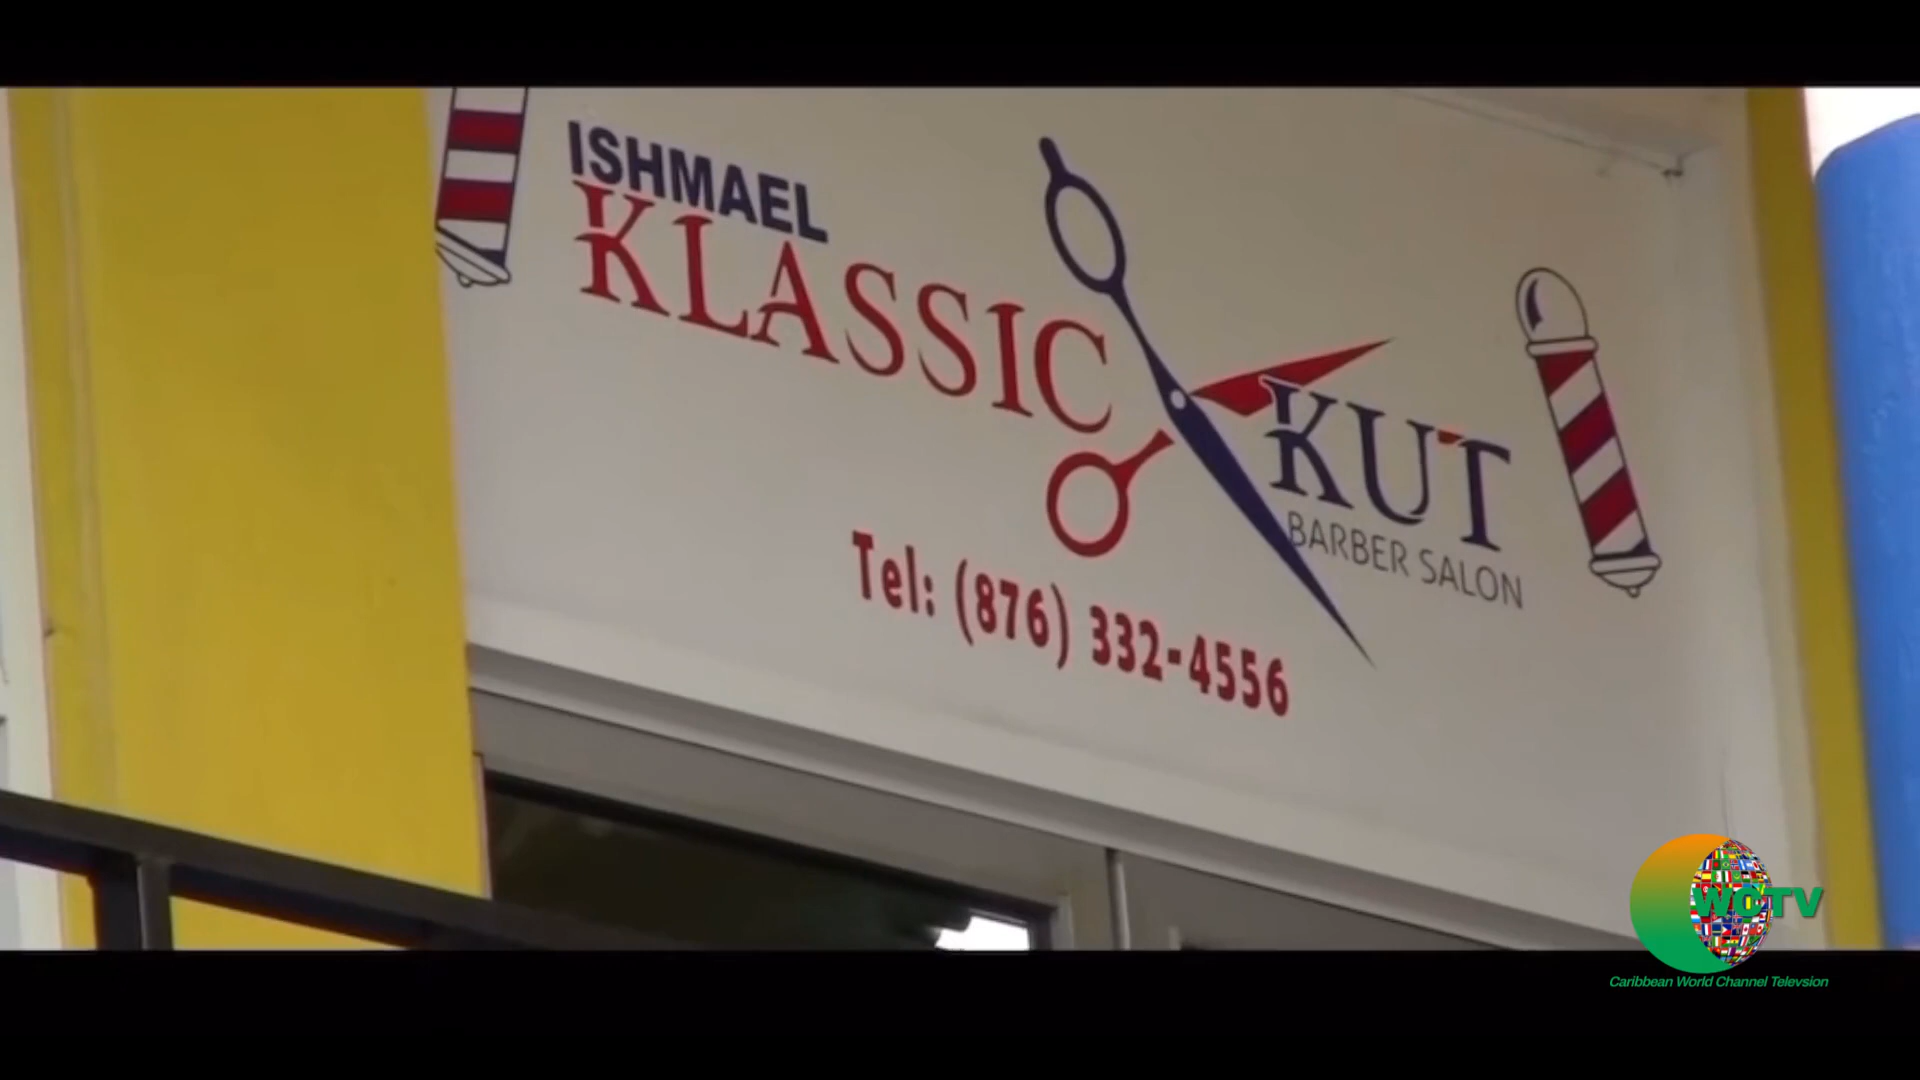 ISHMAEL
KLASSIC KUT
BARBER SALON
Tel: (876) 332-4556
WCTV
Caribbean World Channel Televsion